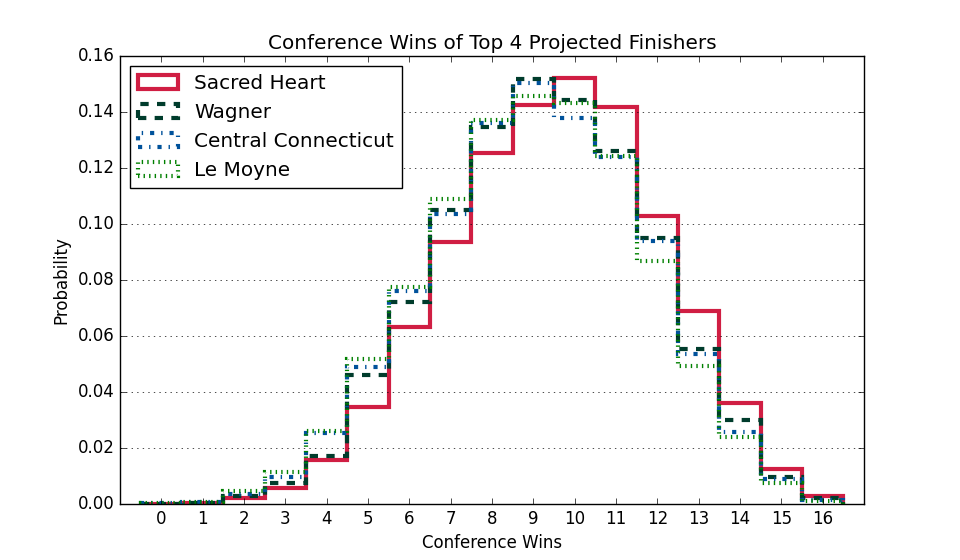 Conference Wins of Top 4 Projected Finishers
Sacred Heart
Wagner
Central Connecticut
Le Moyne
Probability
0.16
0.14
0.12
0.10
0.08
0.06
0.04
0.02
0.00
0 1 2 3 4 5 6 7 8 9 10 11 12 13 14 15 16
Conference Wins